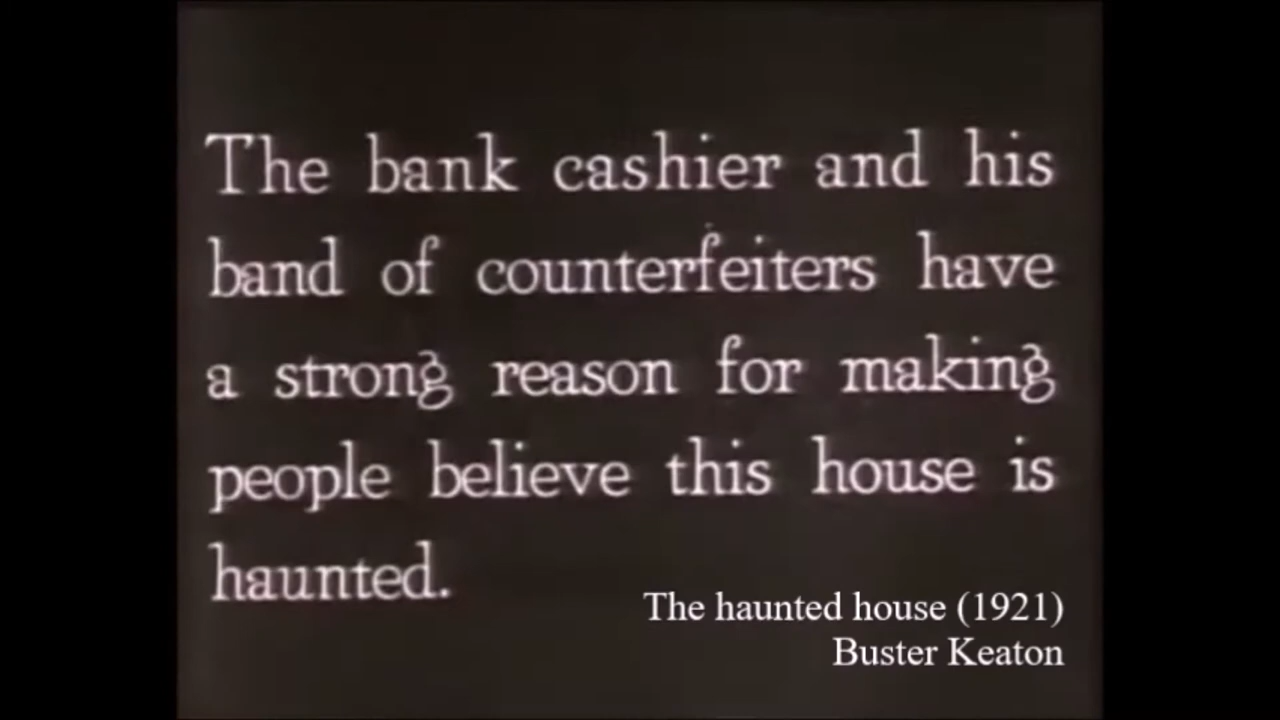 The bank cashier and his
band of counterfeiters have
a strong reason for making
people believe this house is
haunted.
The haunted house (1921)
Buster Keaton